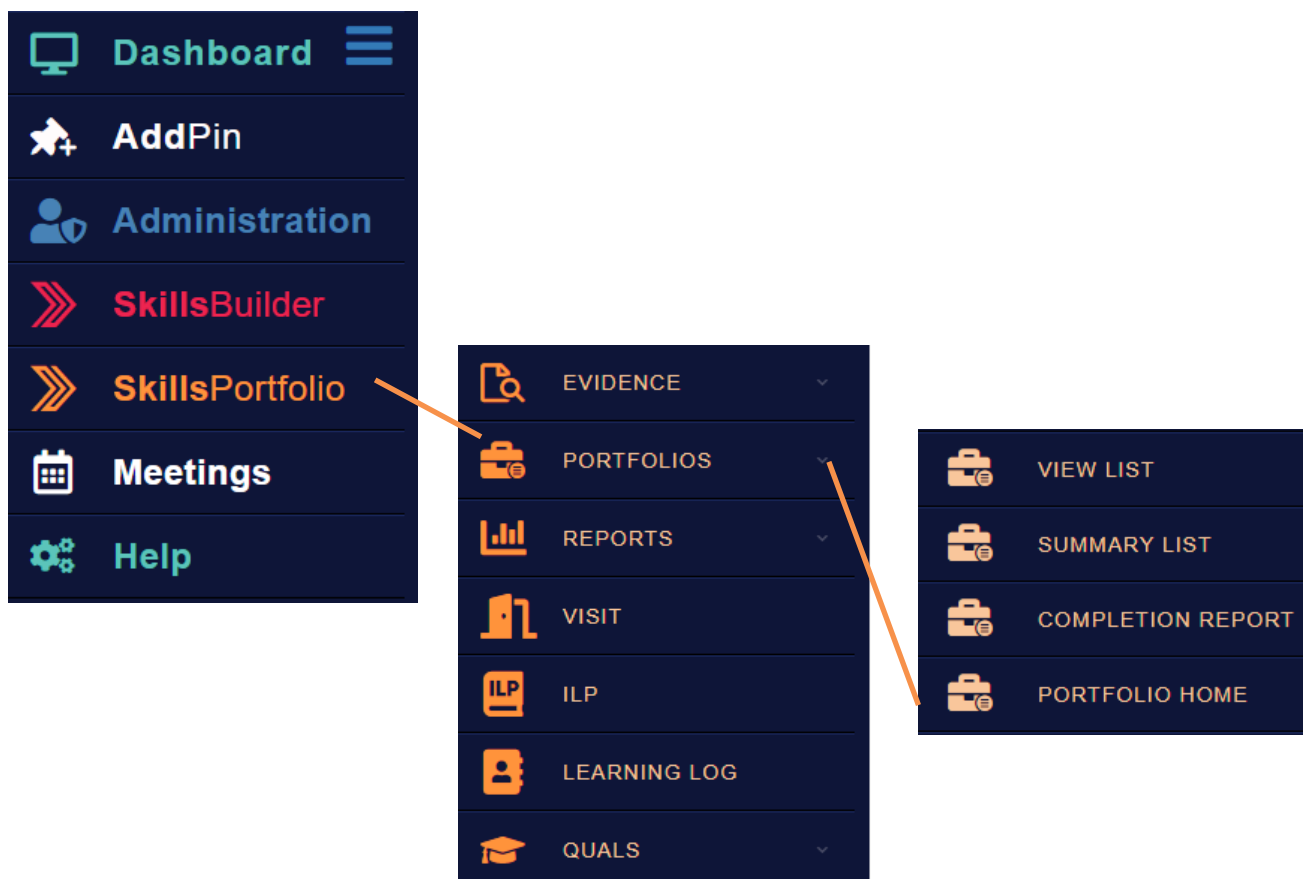 Dashboard
AddPin
Administration
SkillsBuilder
SkillsPortfolio
Meetings
Help
EVIDENCE
PORTFOLIOS
REPORTS
VISIT
ILP
ILP
LEARNING LOG
QUALS
VIEW LIST
SUMMARY LIST
COMPLETION REPORT
PORTFOLIO HOME